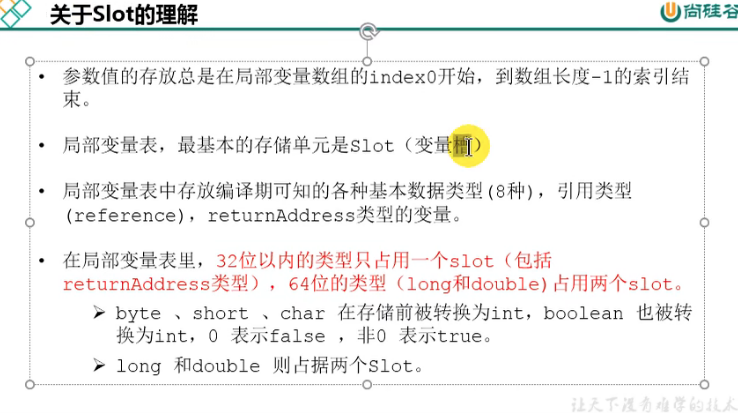 关于Slot的理解
尚硅谷
• 参数值的存放总是在局部变量数组的index0开始，到数组长度-1的索引结
束。
• 局部变量表，最基本的存储单元是Slot（变量槽）
• 局部变量表中存放编译期可知的各种基本数据类型(8种)，引用类型
(reference)，returnAddress类型的变量。
• 在局部变量表里，32位以内的类型只占用一个slot（包括
returnAddress类型），64位的类型（long和double)占用两个slot。
➢ byte 、short 、char 在存储前被转换为int，boolean 也被转
换为int，0 表示false ，非0 表示true。
➢ long 和double 则占据两个Slot。
让天下没有难学的技术